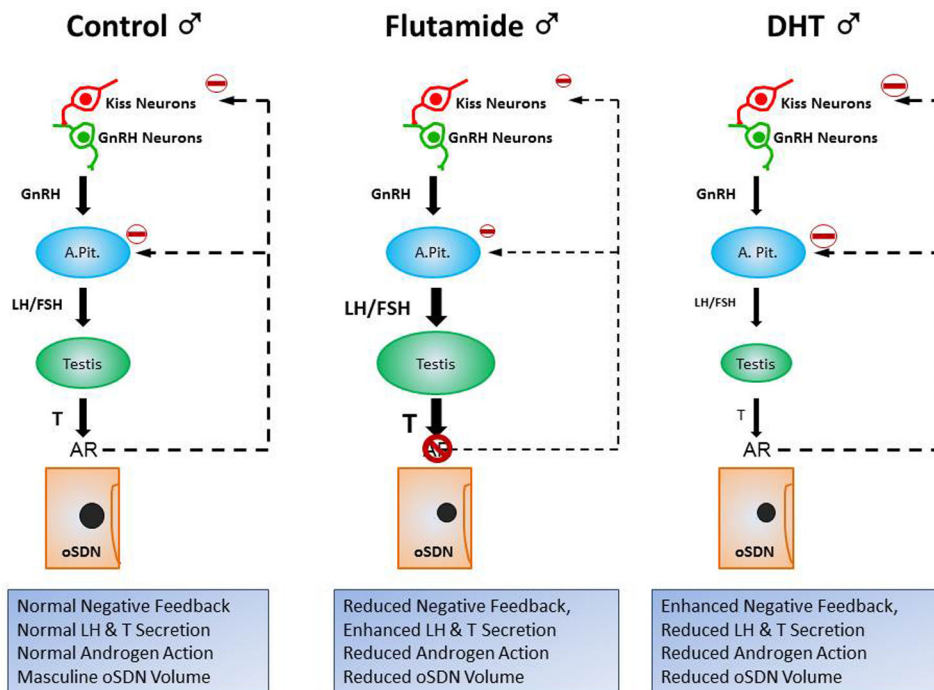 Control ♂
Kiss Neurons
GnRH Neurons
GnRH
A.Pit.
LH/FSH
Testis
T
AR
oSDN
Normal Negative Feedback
Normal LH & T Secretion
Normal Androgen Action
Masculine oSDN Volume
Flutamide ♂
Kiss Neurons
GnRH Neurons
GnRH
A.Pit.
LH/FSH
Testis
T
AR
oSDN
Reduced Negative Feedback,
Enhanced LH & T Secretion
Reduced Androgen Action
Reduced oSDN Volume
DHT ♂
Kiss Neurons
GnRH Neurons
GnRH
A. Pit.
LH/FSH
Testis
T
AR
oSDN
Enhanced Negative Feedback,
Reduced LH & T Secretion
Reduced Androgen Action
Reduced oSDN Volume